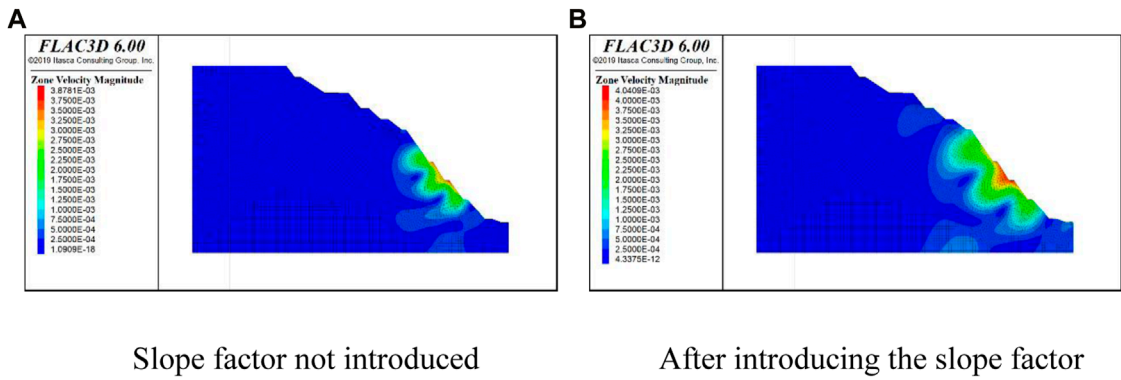 A
FLAC3D 6.00
©2019 Itasca Consulting Group, Inc.
Zone Velocity Magnitude
3.8781E-03
3.7500E-03
3.5000E-03
3.2500E-03
3.0000E-03
2.7500E-03
2.5000E-03
2.2500E-03
2.0000E-03
1.7500E-03
1.5000E-03
1.2500E-03
1.0000E-03
7.5000E-04
5.0000E-04
2.5000E-04
1.0909E-18
Slope factor not introduced
B
FLAC3D 6.00
©2019 Itasca Consulting Group, Inc.
Zone Velocity Magnitude
4.0409E-03
4.0000E-03
3.7500E-03
3.5000E-03
3.2500E-03
3.0000E-03
2.7500E-03
2.5000E-03
2.2500E-03
2.0000E-03
1.7500E-03
1.5000E-03
1.2500E-03
1.0000E-03
7.5000E-04
5.0000E-04
2.5000E-04
4.3375E-12
After introducing the slope factor